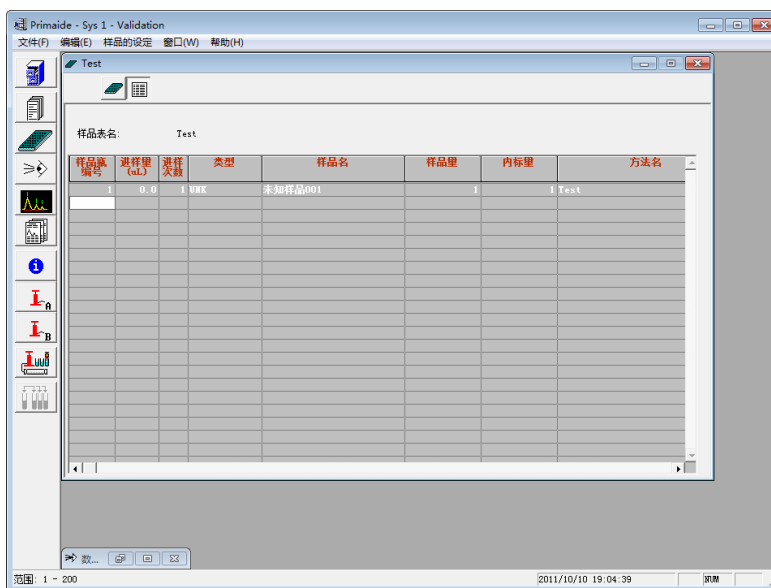 Primaide - Sys 1 - Validation
文件(F) 编辑(E) 样品的设定 窗口(W) 帮助(H)
Test
样品表名: Test
样品瓶编号 进样量(uL) 进样次数 类型 样品名 样品量 内标量 方法名
1 0.0 1 UNK 未知样品001 1 1 Test
A
B
数...
范围: 1 - 200 2011/10/10 19:04:39 NUM